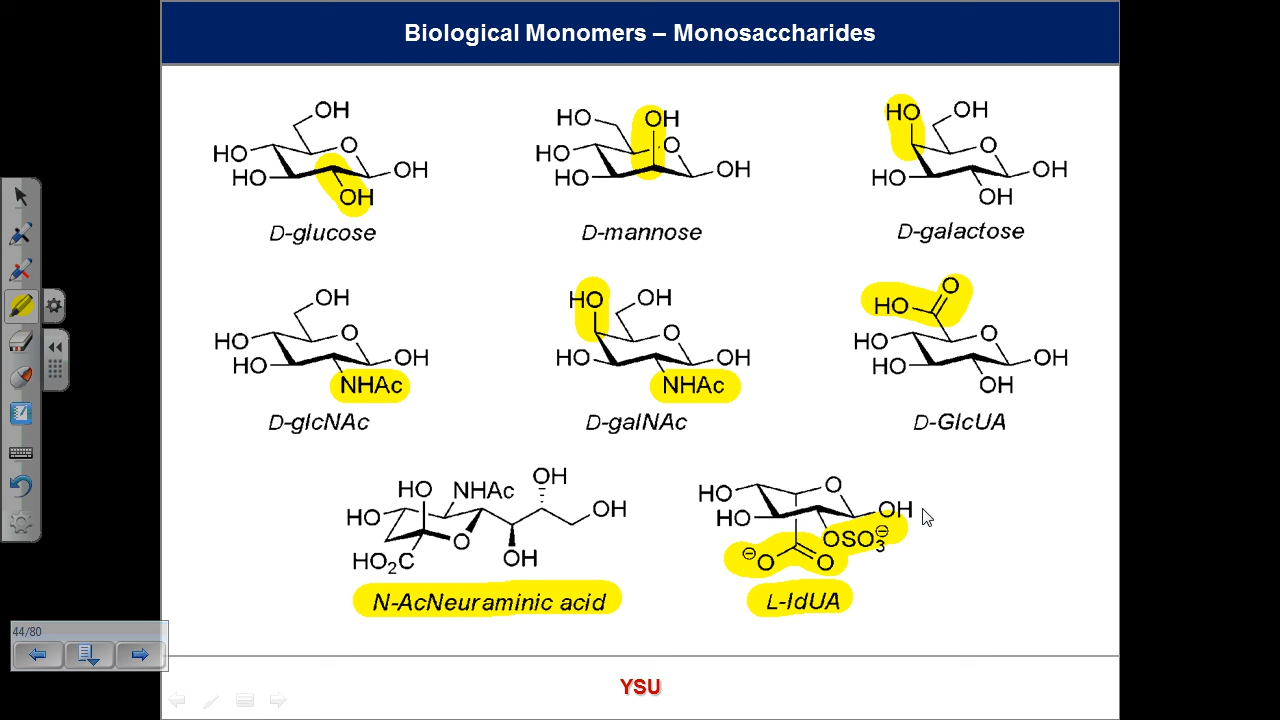 Biological Monomers – Monosaccharides
OH
HO
O
OH
HO
OH
D-glucose
HO
OH
HO
O
OH
HO
D-mannose
HO
OH
O
OH
HO
OH
D-galactose
OH
HO
O
OH
HO
NHAc
D-glcNAc
HO
OH
O
HO
OH
NHAc
D-galNAc
O
HO
HO
O
OH
HO
OH
D-GlcUA
OH
HO
NHAc
OH
HO
O
HO2C
OH
N-AcNeuraminic acid
O
HO
OH
HO
OSO3⊖
⊖O
O
L-IdUA
44/80
YSU